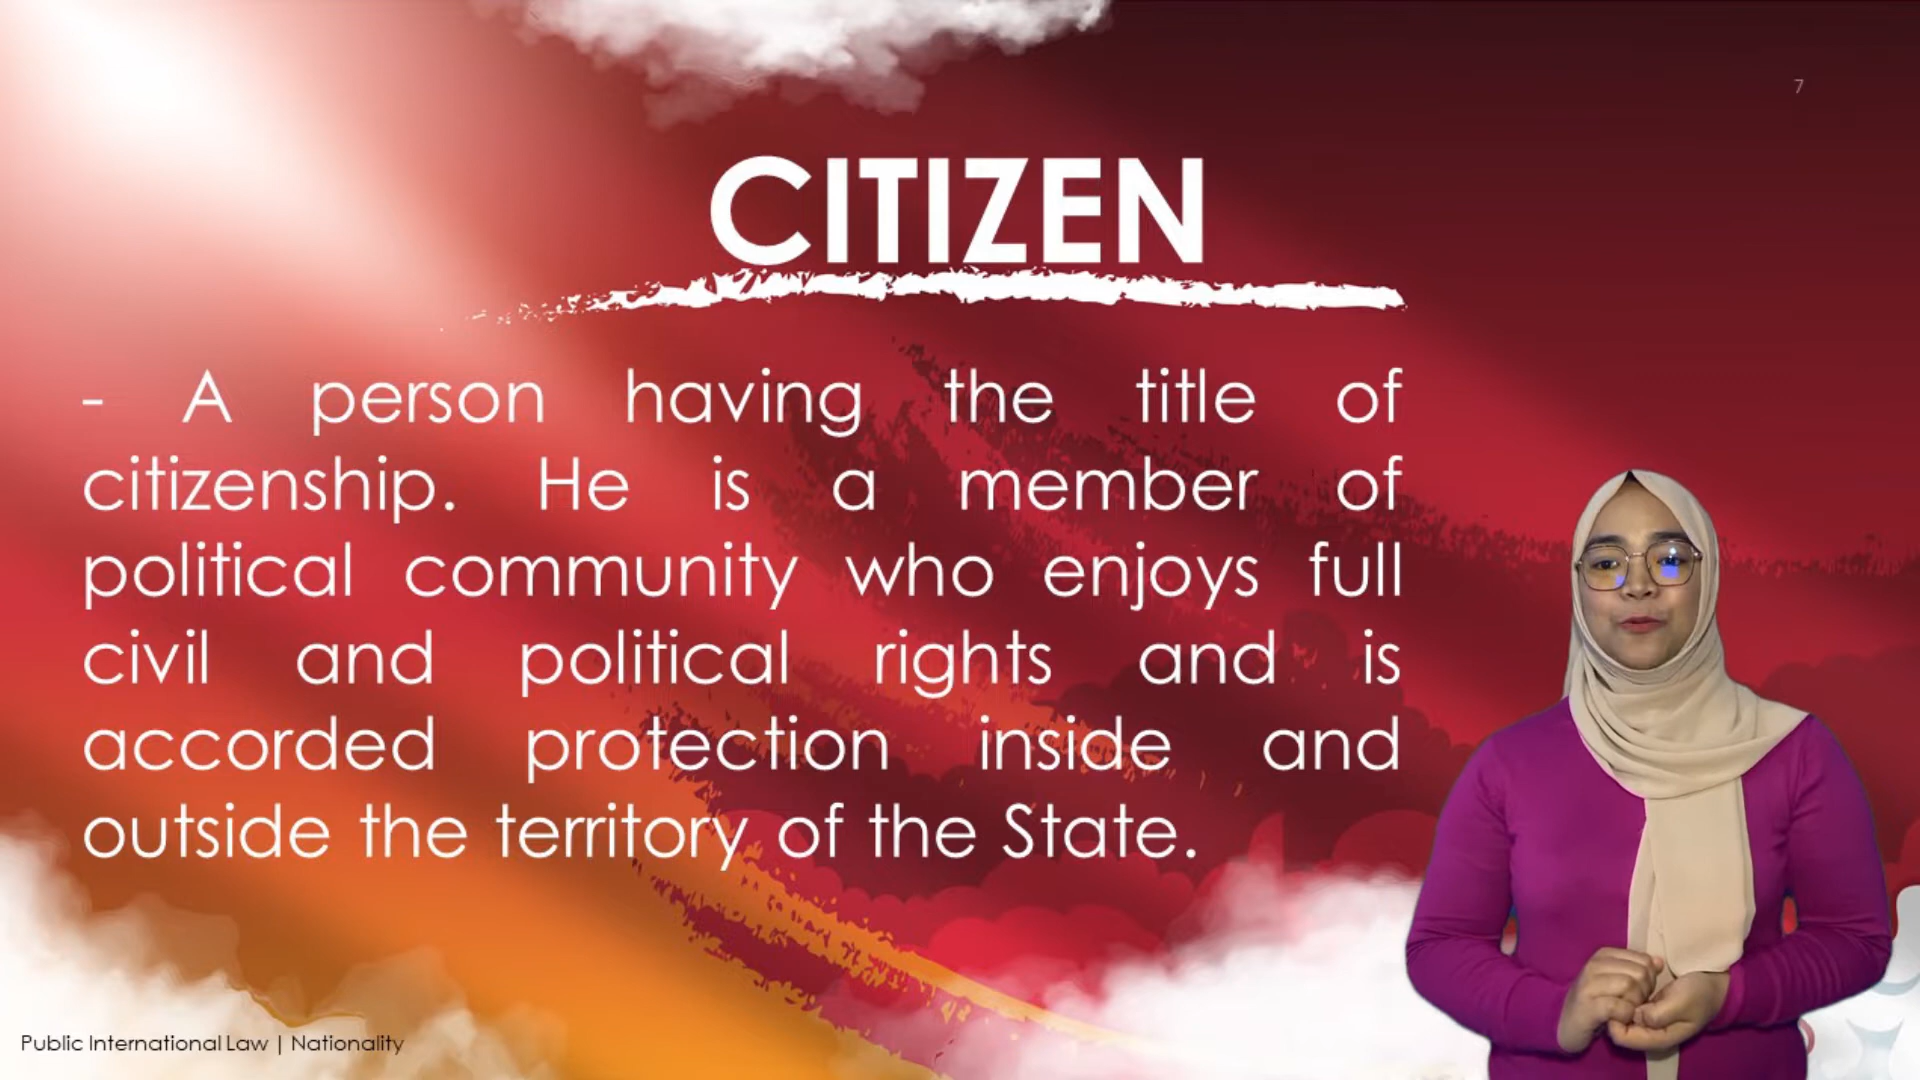 7
CITIZEN
- A person having the title of
citizenship. He is a member of
political community who enjoys full
civil and political rights and is
accorded protection inside and
outside the territory of the State.
Public International Law | Nationality